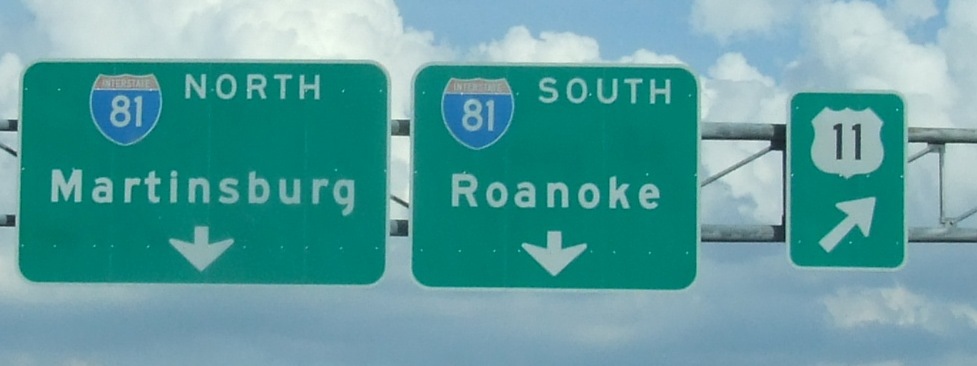 INTERSTATE
81
NORTH
Martinsburg
INTERSTATE
81
SOUTH
Roanoke
11